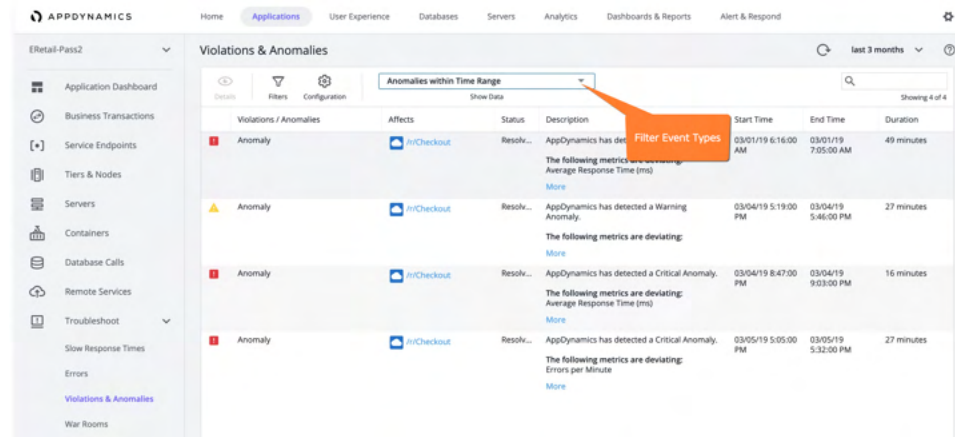 APPDYNAMICS
Home Applications User Experience Databases Servers Analytics Dashboards & Reports Alert & Respond
ERetail-Pass2
Violations & Anomalies
last 3 months
Application Dashboard
Business Transactions
Service Endpoints
Tiers & Nodes
Servers
Containers
Database Calls
Remote Services
Troubleshoot
Slow Response Times
Errors
Violations & Anomalies
War Rooms
Details Filters Configuration
Anomalies within Time Range
Show Data
Showing 4 of 4
Filter Event Types
Violations / Anomalies Affects Status Description Start Time End Time Duration
Anomaly /r/Checkout Resolv... AppDynamics has det 03/01/19 6:16:00 03/01/19 49 minutes
AM 7:05:00 AM
The following metrics are deviating:
Average Response Time (ms)
More
Anomaly /r/Checkout Resolv... AppDynamics has detected a Warning 03/04/19 5:19:00 03/04/19 27 minutes
Anomaly. PM 5:46:00 PM
The following metrics are deviating:
More
Anomaly /r/Checkout Resolv... AppDynamics has detected a Critical Anomaly. 03/04/19 8:47:00 03/04/19 16 minutes
PM 9:03:00 PM
The following metrics are deviating:
Average Response Time (ms)
More
Anomaly /r/Checkout Resolv... AppDynamics has detected a Critical Anomaly. 03/05/19 5:05:00 03/05/19 27 minutes
PM 5:32:00 PM
The following metrics are deviating:
Errors per Minute
More